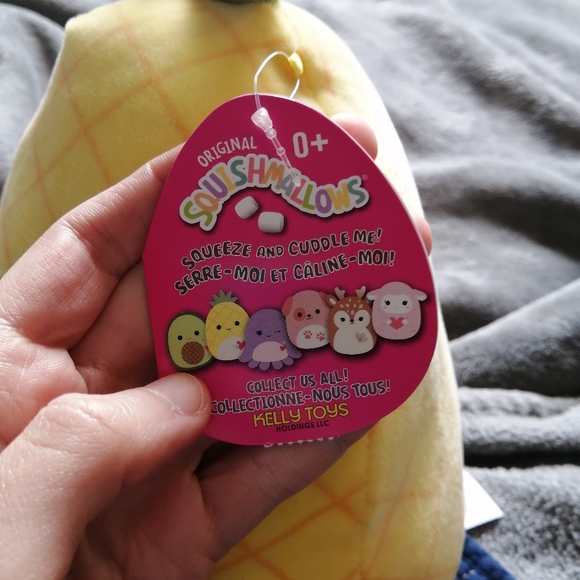 ORIGINAL
0+
SQUISHMALLOWS®
SQUEEZE AND CUDDLE ME!
SERRE-MOI ET CÂLINE-MOI!
COLLECT US ALL!
COLLECTIONNE-NOUS TOUS!
KELLY TOYS
HOLDINGS LLC